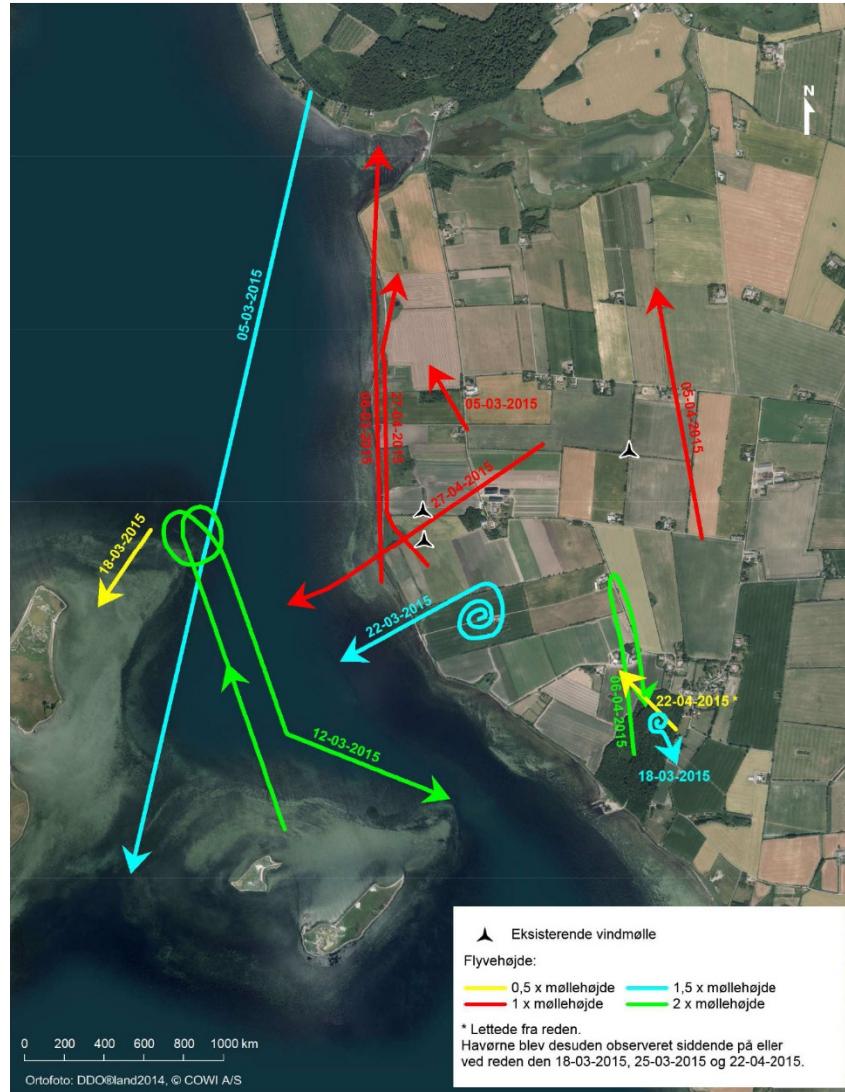 N
05-03-2015
08-03-2015
27-04-2015
05-03-2015
05-04-2015
27-04-2015
18-03-2015
22-03-2015
12-03-2015
06-04-2015
22-04-2015 *
18-03-2015
Eksisterende vindmølle
Flyvehøjde:
0,5 x møllehøjde 1,5 x møllehøjde
1 x møllehøjde 2 x møllehøjde
* Lettede fra reden.
Havørne blev desuden observeret siddende på eller
ved reden den 18-03-2015, 25-03-2015 og 22-04-2015.
0 200 400 600 800 1000 km
Ortofoto: DDO®land2014, © COWI A/S